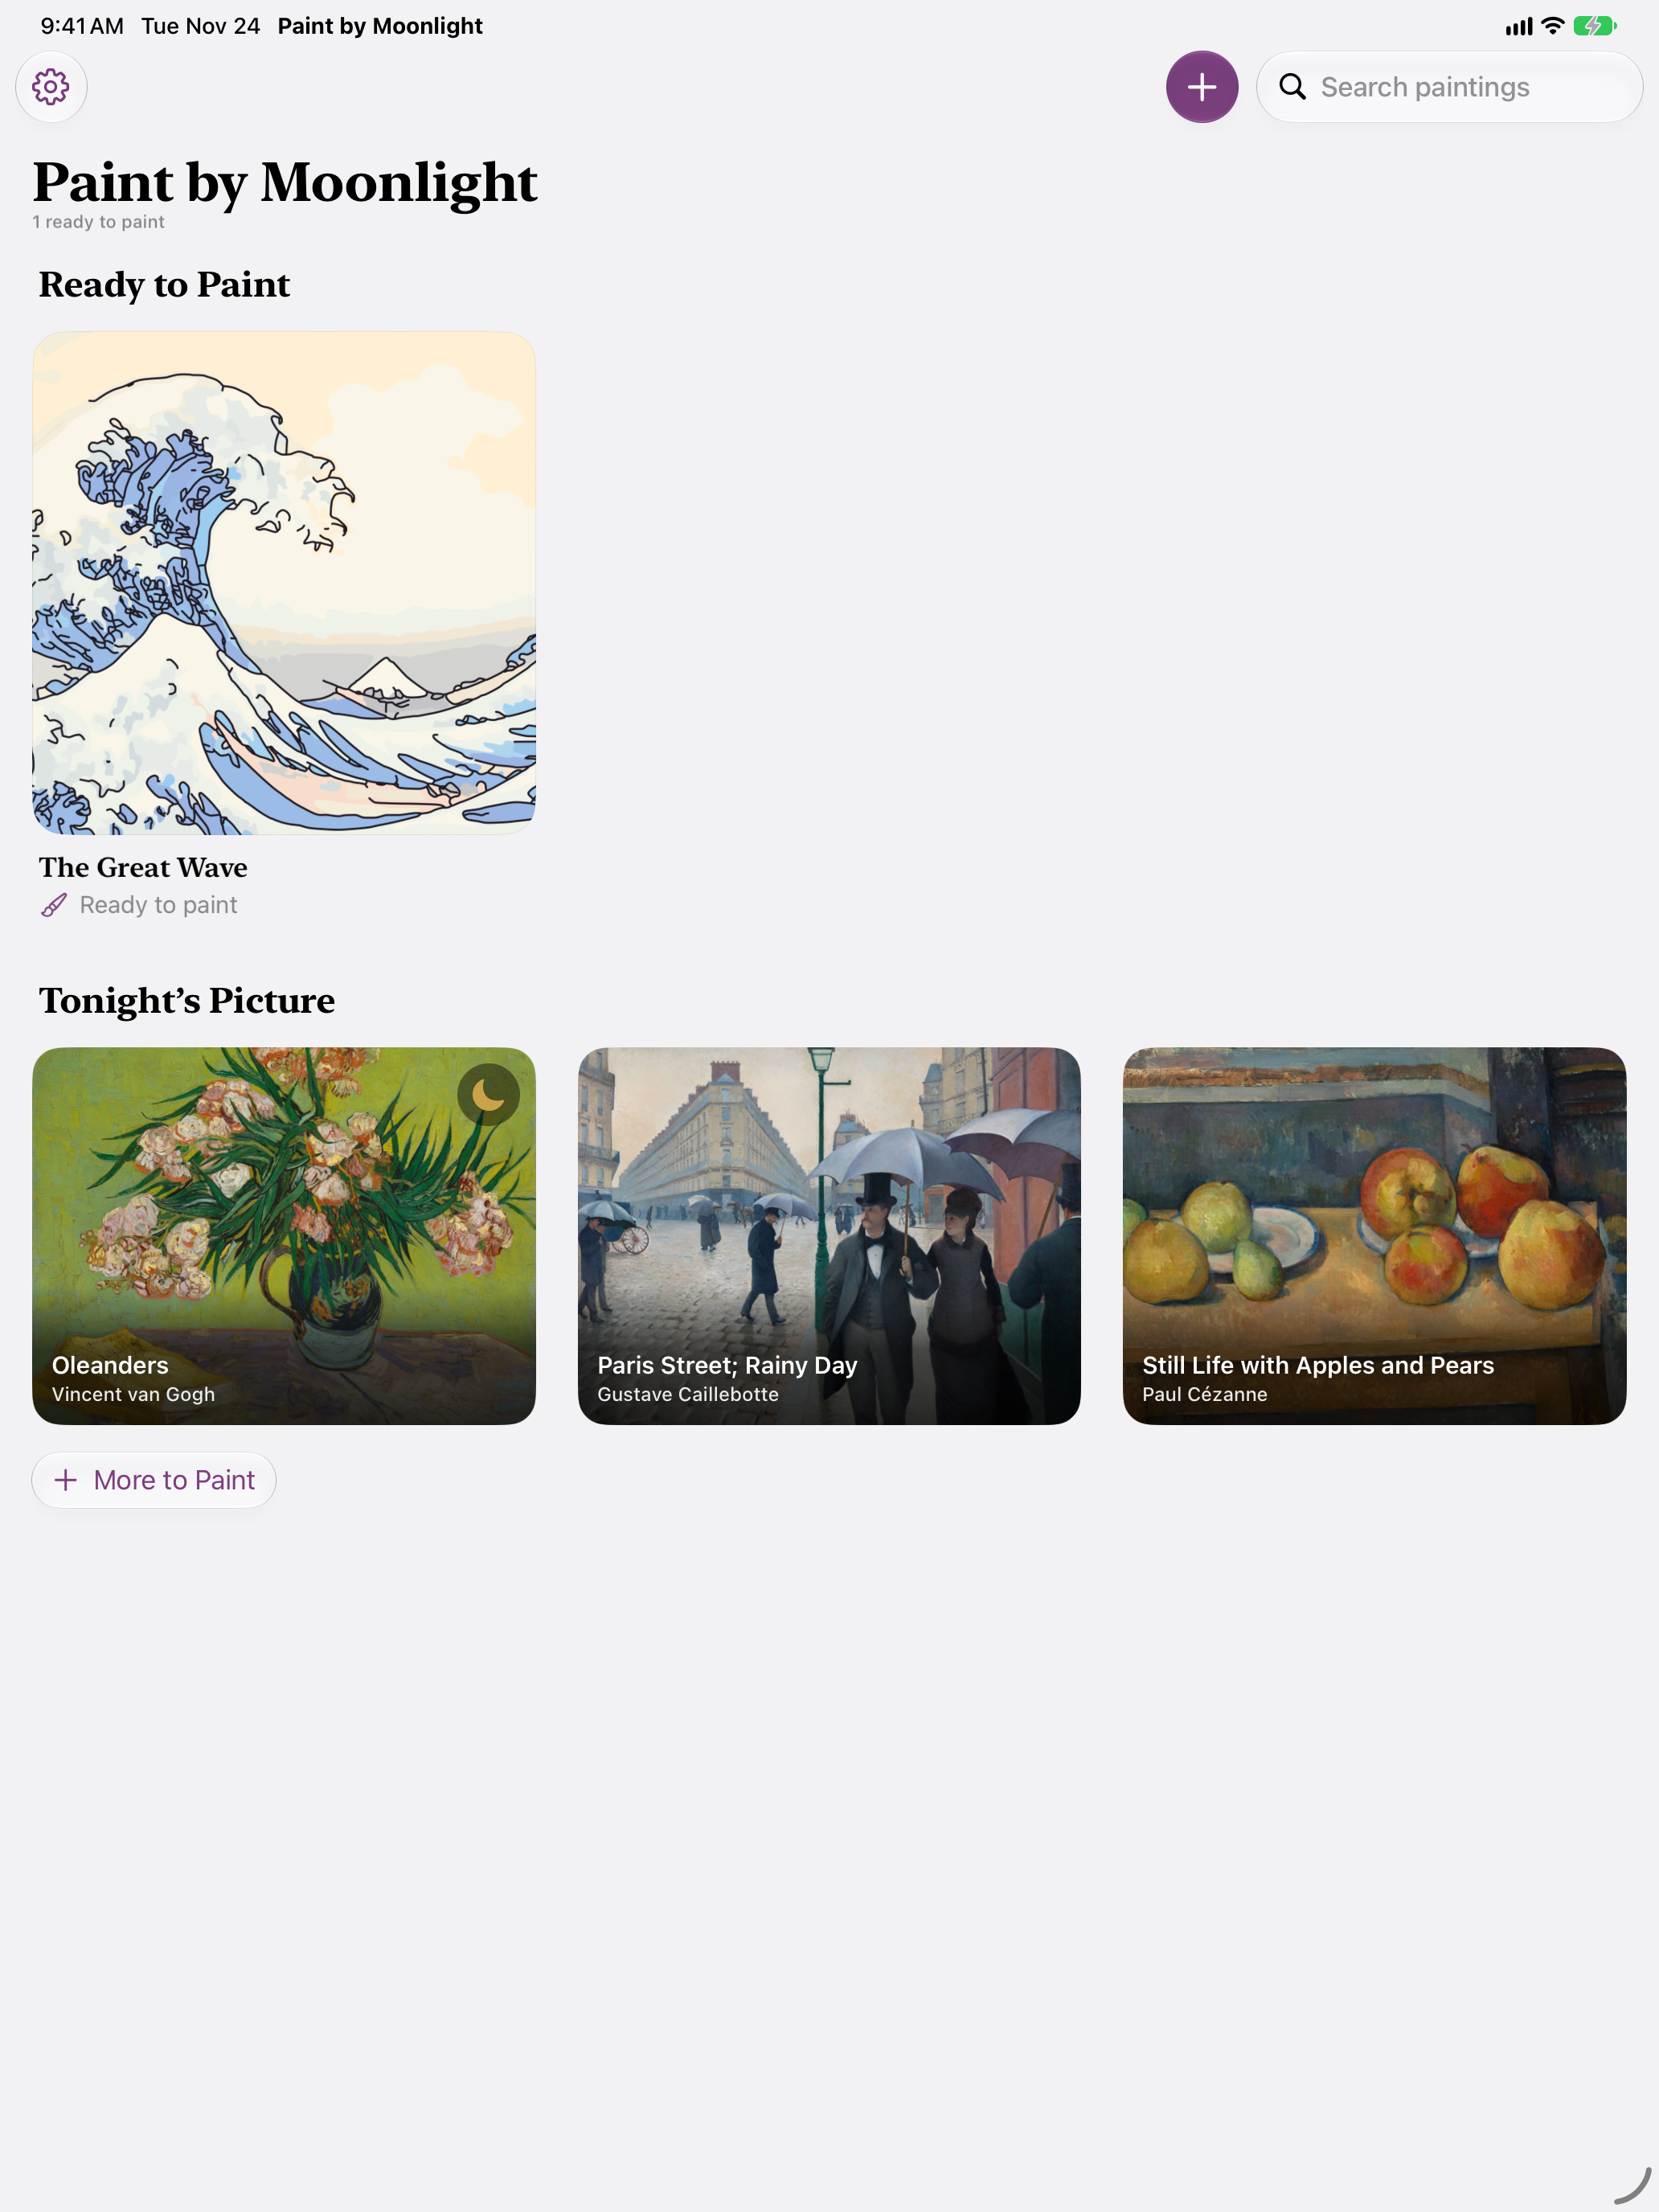 9:41 AM Tue Nov 24 Paint by Moonlight
Search paintings
Paint by Moonlight
1 ready to paint
Ready to Paint
The Great Wave
Ready to paint
Tonight’s Picture
Oleanders
Vincent van Gogh
Paris Street; Rainy Day
Gustave Caillebotte
Still Life with Apples and Pears
Paul Cézanne
More to Paint